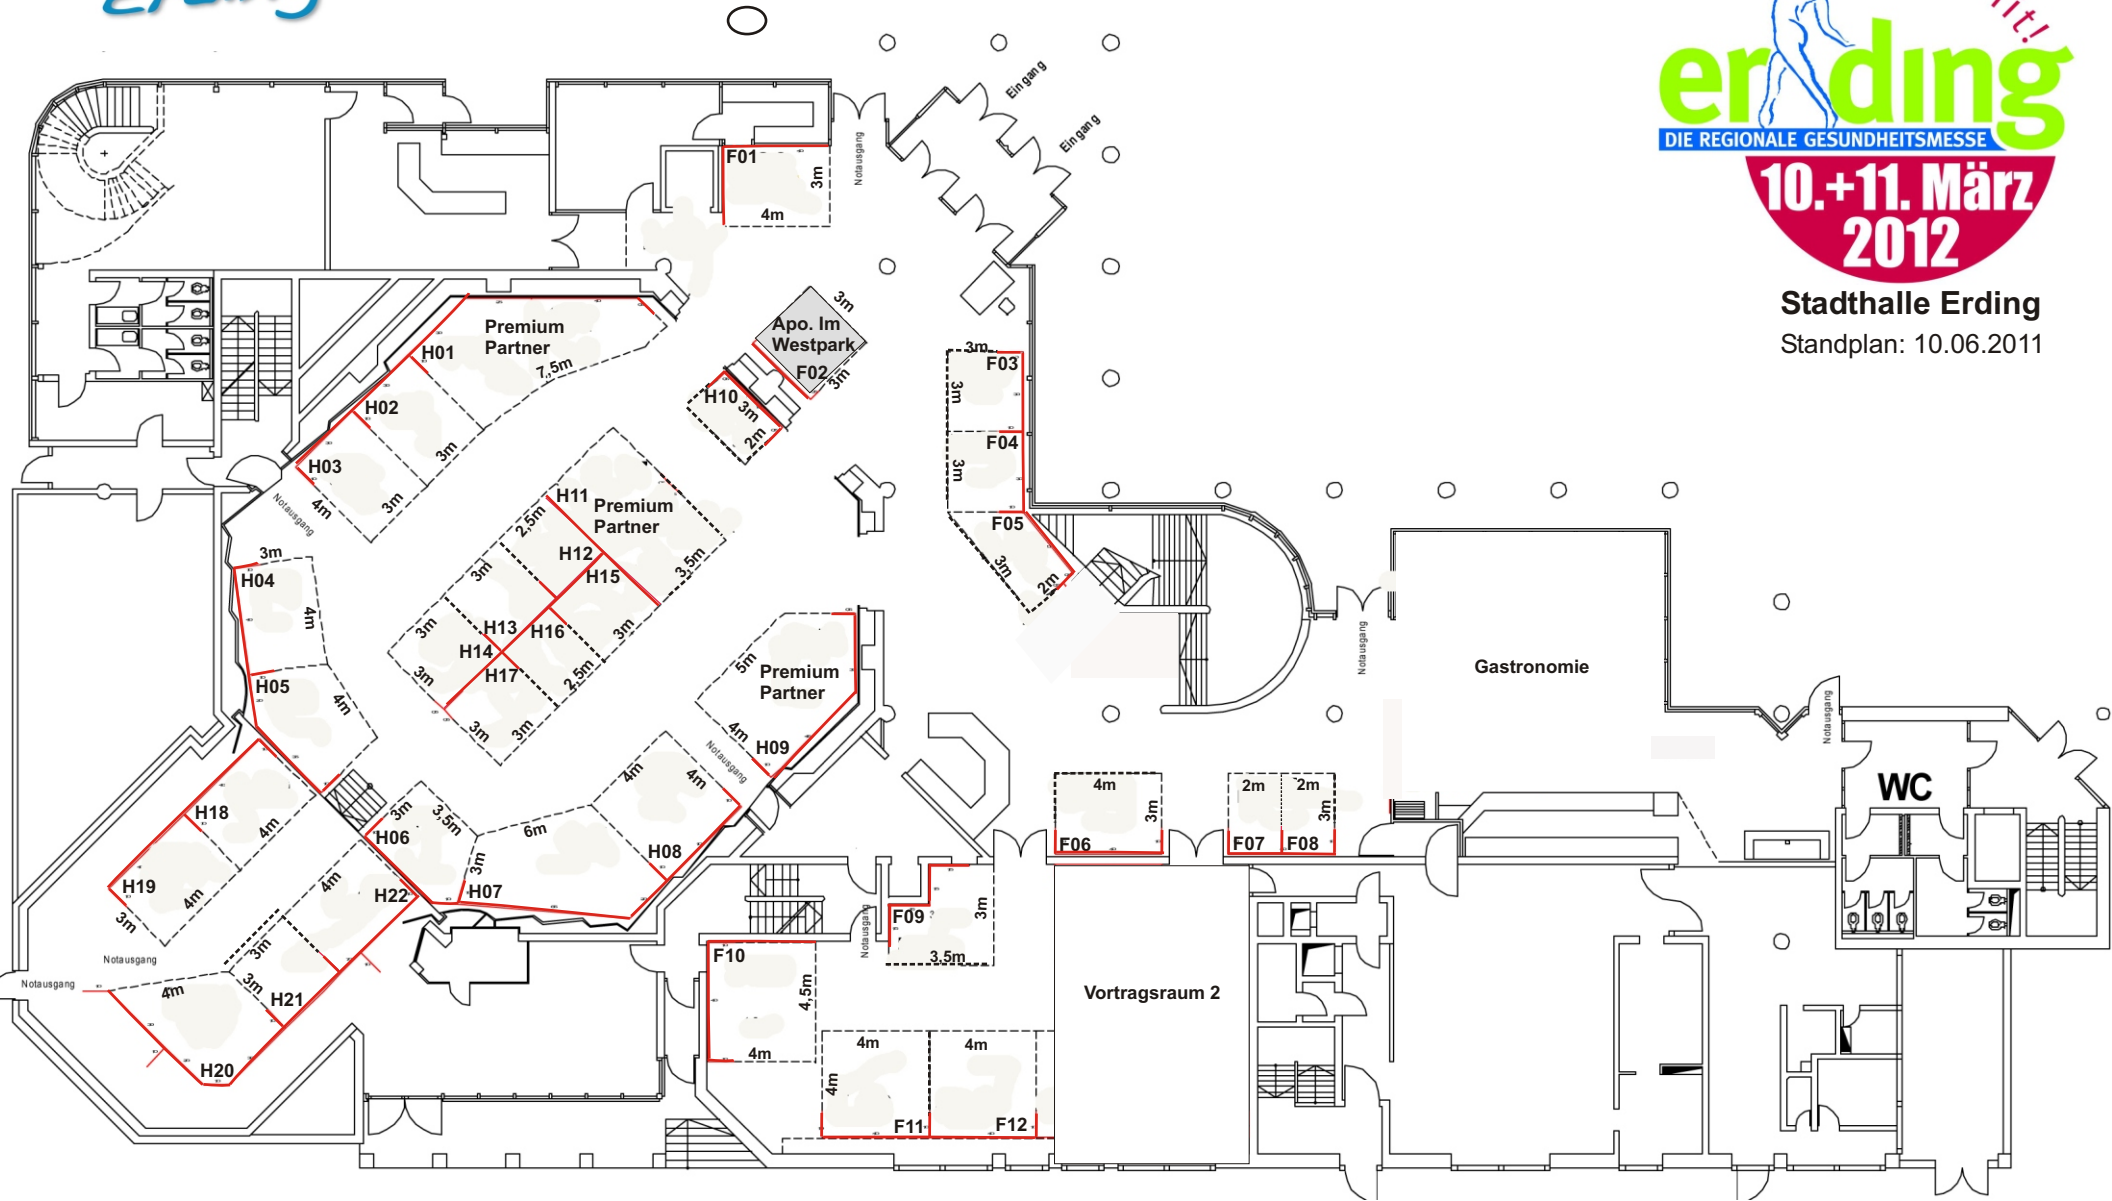 erding
DIE REGIONALE GESUNDHEITSMESSE
10.+11. März
2012
Stadthalle Erding
Standplan: 10.06.2011
Eingang
Eingang
Notausgang
F01
3m
4m
Premium
Partner
7,5m
H01
H02
3m
H03
3m
4m
Notausgang
3m
Apo. Im
Westpark
F02
3m
H10
3m
2m
3m
F03
3m
F04
3m
F05
3m
2m
H11
Premium
Partner
2,5m
H12
H15
3,5m
3m
3m
H13
H16
3m
H14
H17
2,5m
3m
3m
3m
3m
H04
4m
H05
4m
5m
Premium
Partner
4m
H09
Notausgang
Notausgang
Gastronomie
Notausgang
WC
H18
4m
H19
4m
3m
3m
3,5m
H06
6m
4m
4m
H08
3m
H07
4m
H22
3m
3m
H21
4m
H20
Notausgang
Notausgang
4m
3m
F06
2m
2m
3m
F07
F08
F09
3m
3,5m
Notausgang
F10
4,5m
4m
4m
4m
4m
F11
F12
Vortragsraum 2